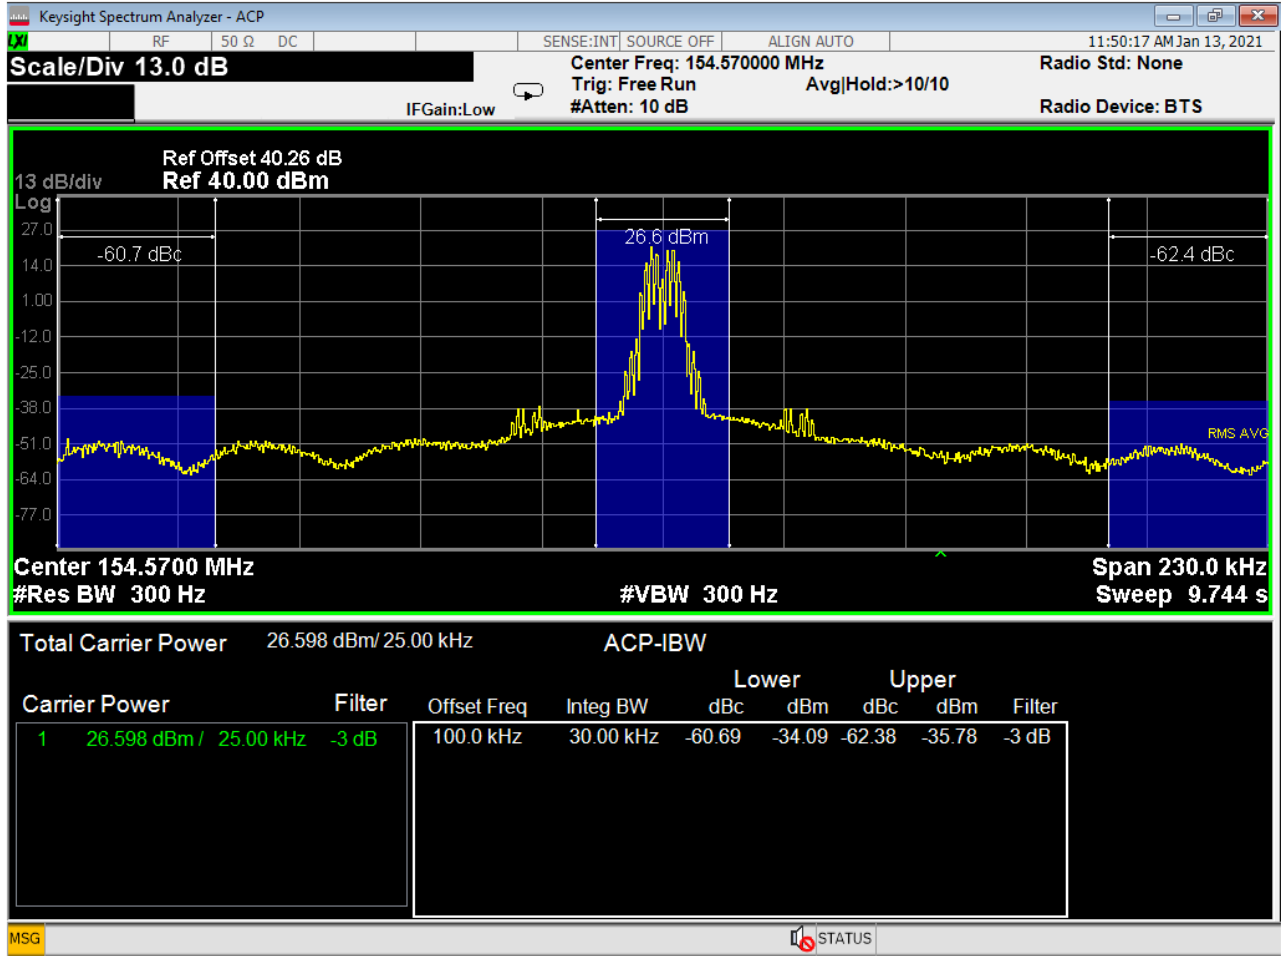 Keysight Spectrum Analyzer - ACP
LXI RF 50 Ω DC SENSE:INT SOURCE OFF ALIGN AUTO 11:50:17 AM Jan 13, 2021
Scale/Div 13.0 dB Center Freq: 154.570000 MHz Radio Std: None
Trig: Free Run Avg|Hold:>10/10
IFGain:Low #Atten: 10 dB Radio Device: BTS
Ref Offset 40.26 dB
13 dB/div Ref 40.00 dBm
Log
27.0
26.6 dBm
-60.7 dBc -62.4 dBc
14.0
1.00
-12.0
-25.0
-38.0
RMS AVG
-51.0
-64.0
-77.0
Center 154.5700 MHz Span 230.0 kHz
#Res BW 300 Hz #VBW 300 Hz Sweep 9.744 s
Total Carrier Power 26.598 dBm/ 25.00 kHz ACP-IBW
Lower Upper
Carrier Power Filter Offset Freq Integ BW dBc dBm dBc dBm Filter
1 26.598 dBm / 25.00 kHz -3 dB 100.0 kHz 30.00 kHz -60.69 -34.09 -62.38 -35.78 -3 dB
MSG STATUS